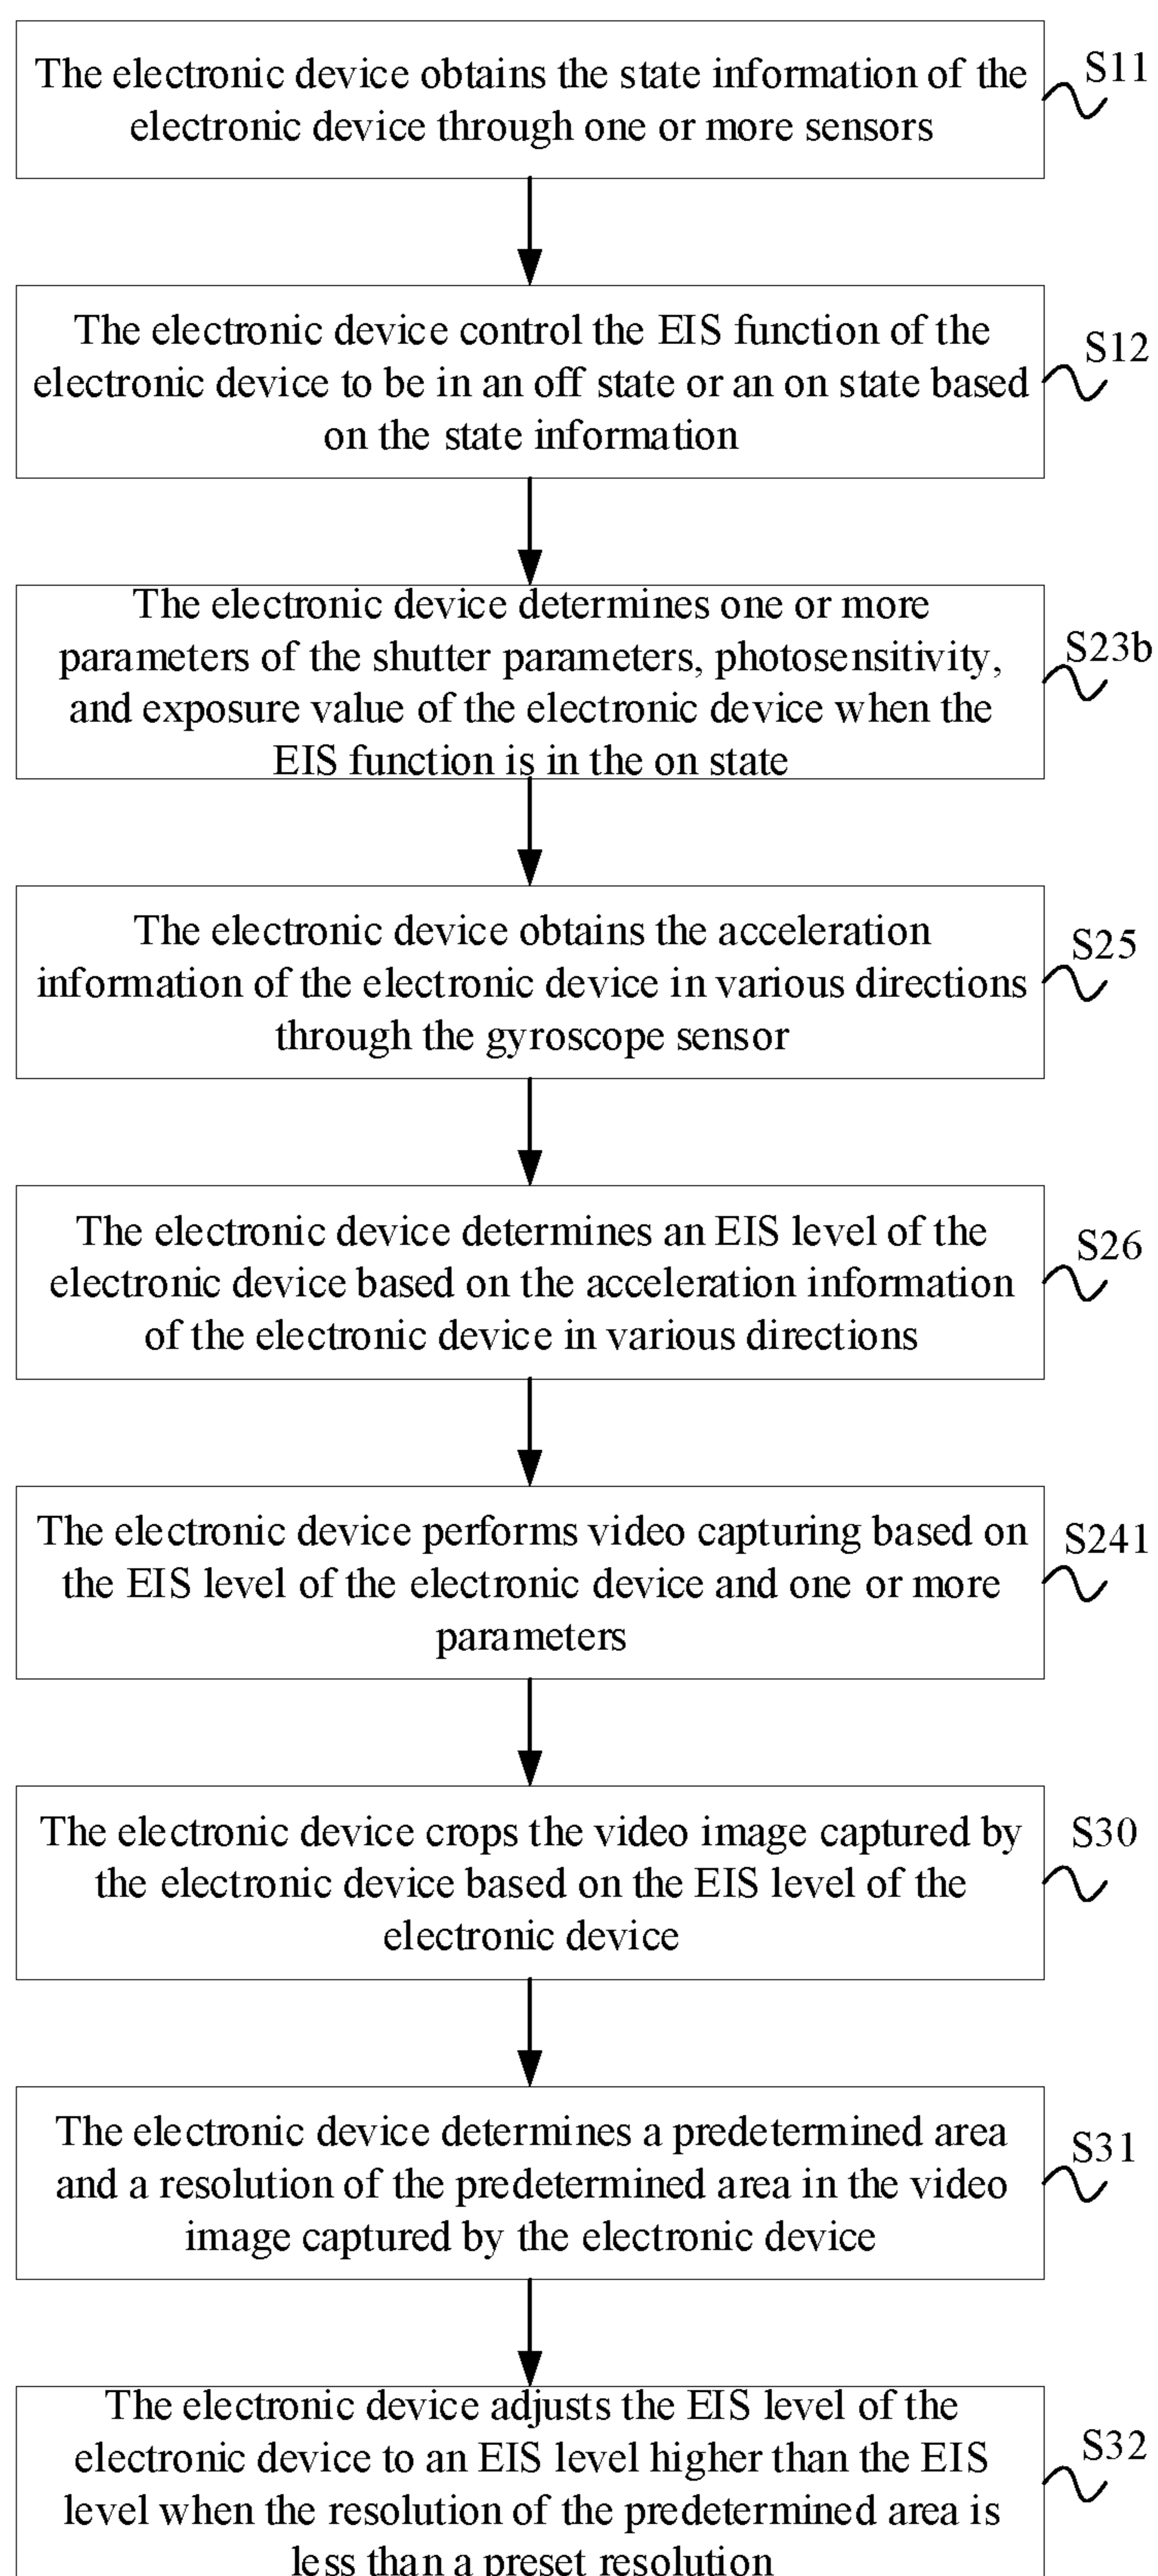 The electronic device obtains the state information of the
electronic device through one or more sensors
S11
The electronic device control the EIS function of the
electronic device to be in an off state or an on state based
on the state information
S12
The electronic device determines one or more
parameters of the shutter parameters, photosensitivity,
and exposure value of the electronic device when the
EIS function is in the on state
S23b
The electronic device obtains the acceleration
information of the electronic device in various directions
through the gyroscope sensor
S25
The electronic device determines an EIS level of the
electronic device based on the acceleration information
of the electronic device in various directions
S26
The electronic device performs video capturing based on
the EIS level of the electronic device and one or more
parameters
S241
The electronic device crops the video image captured by
the electronic device based on the EIS level of the
electronic device
S30
The electronic device determines a predetermined area
and a resolution of the predetermined area in the video
image captured by the electronic device
S31
The electronic device adjusts the EIS level of the
electronic device to an EIS level higher than the EIS
level when the resolution of the predetermined area is
less than a preset resolution
S32